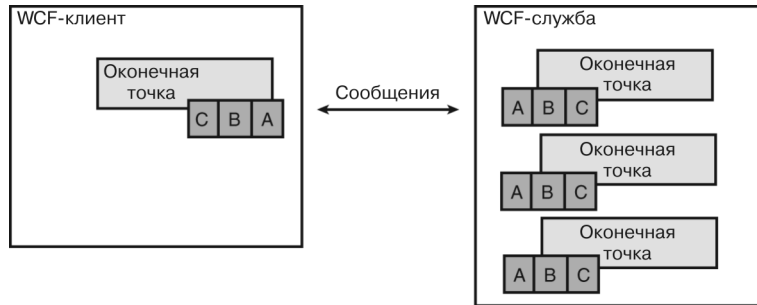 WCF-клиент
Оконечная
точка
C B A
Сообщения
WCF-служба
Оконечная
точка
A B C
Оконечная
точка
A B C
Оконечная
точка
A B C